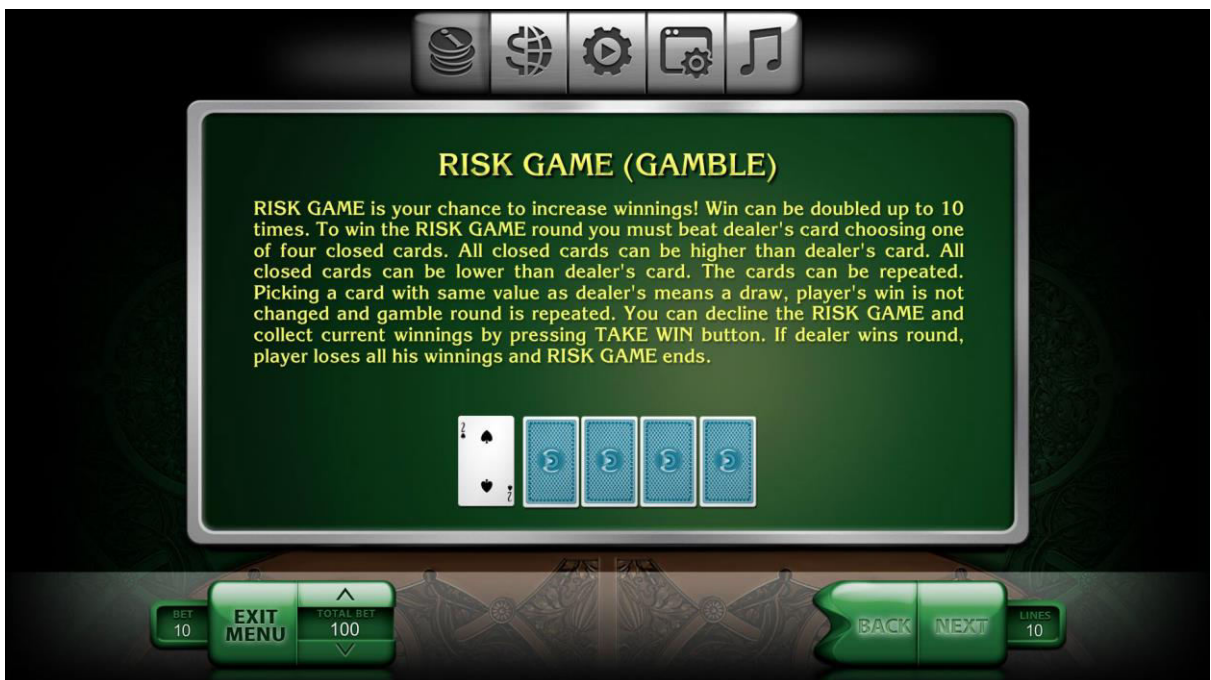 RISK GAME (GAMBLE)
RISK GAME is your chance to increase winnings! Win can be doubled up to 10
times. To win the RISK GAME round you must beat dealer's card choosing one
of four closed cards. All closed cards can be higher than dealer's card. All
closed cards can be lower than dealer's card. The cards can be repeated.
Picking a card with same value as dealer's means a draw, player's win is not
changed and gamble round is repeated. You can decline the RISK GAME and
collect current winnings by pressing TAKE WIN button. If dealer wins round,
player loses all his winnings and RISK GAME ends.
2
2
BET
10
EXIT
MENU
TOTAL BET
100
BACK
NEXT
LINES
10